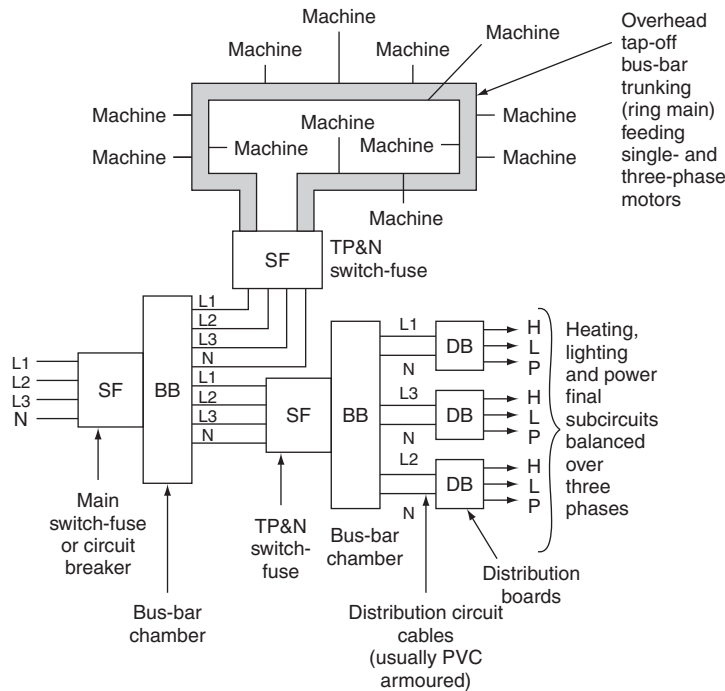 Machine
Machine
Machine
Machine
Overhead
tap-off
bus-bar
trunking
(ring main)
feeding
single- and
three-phase
motors
Machine
Machine
Machine
Machine
Machine
Machine
Machine
Machine
Machine
SF
TP&N
switch-fuse
L1
L2
L3
N
L1
L2
L3
N
SF
BB
L1
L2
L3
N
SF
BB
L1
N
L3
N
L2
N
DB
DB
DB
H
L
P
H
L
P
H
L
P
Heating,
lighting
and power
final
subcircuits
balanced
over
three
phases
Main
switch-fuse
or circuit
breaker
Bus-bar
chamber
TP&N
switch-
fuse
Bus-bar
chamber
Distribution circuit
cables
(usually PVC
armoured)
Distribution
boards